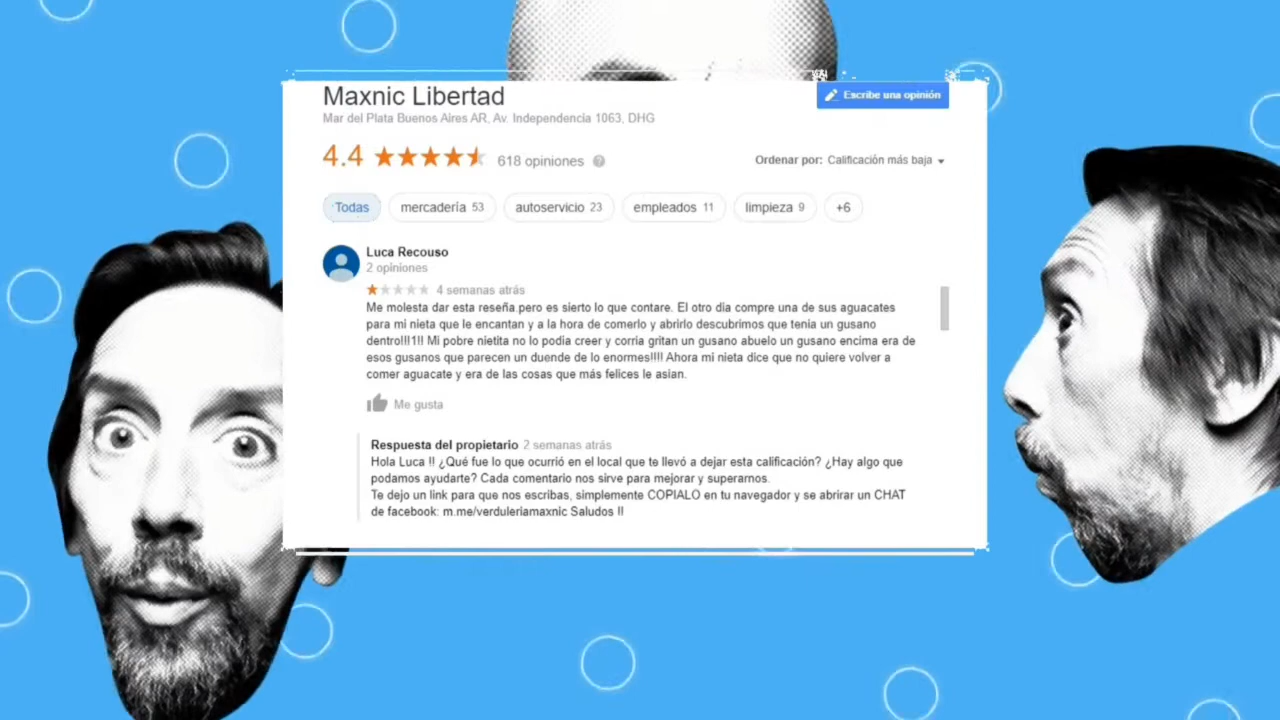 Maxnic Libertad
Escribe una opinión
Mar del Plata Buenos Aires AR, Av. Independencia 1063, DHG
4.4 618 opiniones
Ordenar por: Calificación más baja
Todas mercadería 53 autoservicio 23 empleados 11 limpieza 9 +6
Luca Recouso
2 opiniones
4 semanas atrás
Me molesta dar esta reseña pero es sierto lo que contare. El otro dia compre una de sus aguacates
para mi nieta que le encantan y a la hora de comerlo y abrirlo descubrimos que tenia un gusano
dentro!!!1!! Mi pobre nietita no lo podia creer y corria gritan un gusano abuelo un gusano encima era de
esos gusanos que parecen un duende de lo enormes!!!! Ahora mi nieta dice que no quiere volver a
comer aguacate y era de las cosas que más felices le asian.
Me gusta
Respuesta del propietario 2 semanas atrás
Hola Luca !! ¿Qué fue lo que ocurrió en el local que te llevó a dejar esta calificación? ¿Hay algo que
podamos ayudarte? Cada comentario nos sirve para mejorar y superarnos.
Te dejo un link para que nos escribas, simplemente COPIALO en tu navegador y se abrirar un CHAT
de facebook: m.me/verduleriamaxnic Saludos !!